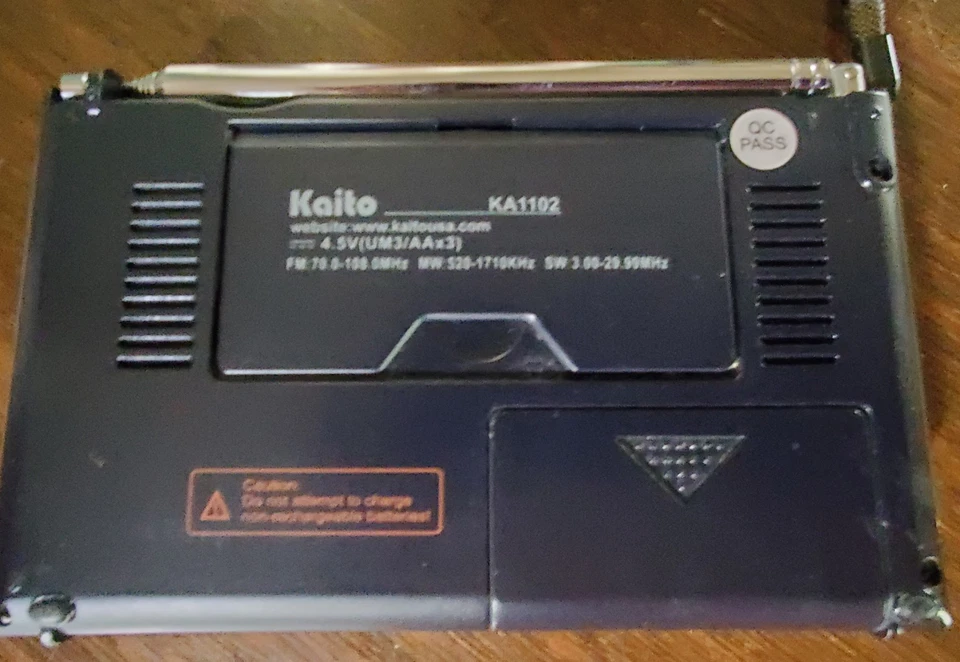 QC
PASS
Kaito KA1102
website:www.kaitousa.com
4.5V(UM3/AAx3)
FM:70.0-108.0MHz MW:520-1710KHz SW:3.00-29.99MHz
Caution:
Do not attempt to charge
non-rechargeable batteries!